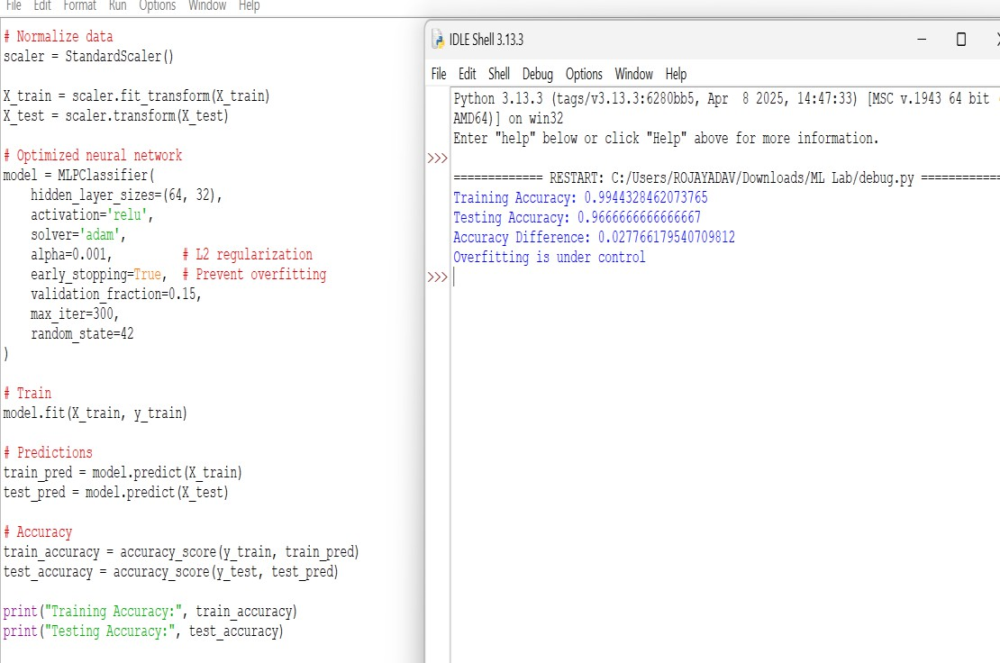 File Edit Format Run Options Window Help
# Normalize data
scaler = StandardScaler()
X_train = scaler.fit_transform(X_train)
X_test = scaler.transform(X_test)
# Optimized neural network
model = MLPClassifier(
    hidden_layer_sizes=(64, 32),
    activation='relu',
    solver='adam',
    alpha=0.001,          # L2 regularization
    early_stopping=True,  # Prevent overfitting
    validation_fraction=0.15,
    max_iter=300,
    random_state=42
)
# Train
model.fit(X_train, y_train)
# Predictions
train_pred = model.predict(X_train)
test_pred = model.predict(X_test)
# Accuracy
train_accuracy = accuracy_score(y_train, train_pred)
test_accuracy = accuracy_score(y_test, test_pred)
print("Training Accuracy:", train_accuracy)
print("Testing Accuracy:", test_accuracy)
IDLE Shell 3.13.3
File Edit Shell Debug Options Window Help
Python 3.13.3 (tags/v3.13.3:6280bb5, Apr  8 2025, 14:47:33) [MSC v.1943 64 bit (
AMD64)] on win32
Enter "help" below or click "Help" above for more information.
>>>
============= RESTART: C:/Users/ROJAYADAV/Downloads/ML Lab/debug.py ============
Training Accuracy: 0.9944328462073765
Testing Accuracy: 0.9666666666666667
Accuracy Difference: 0.027766179540709812
Overfitting is under control
>>>